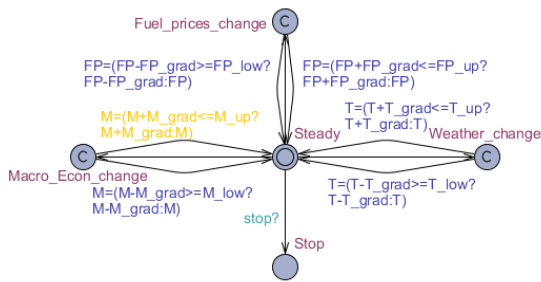 Fuel_prices_change
C
FP=(FP-FP_grad>=FP_low?
FP-FP_grad:FP)
FP=(FP+FP_grad<=FP_up?
FP+FP_grad:FP)
M=(M+M_grad<=M_up?
M+M_grad:M)
T=(T+T_grad<=T_up?
T+T_grad:T)
Steady
Weather_change
C
C
Macro_Econ_change
M=(M-M_grad>=M_low?
M-M_grad:M)
T=(T-T_grad>=T_low?
T-T_grad:T)
stop?
Stop